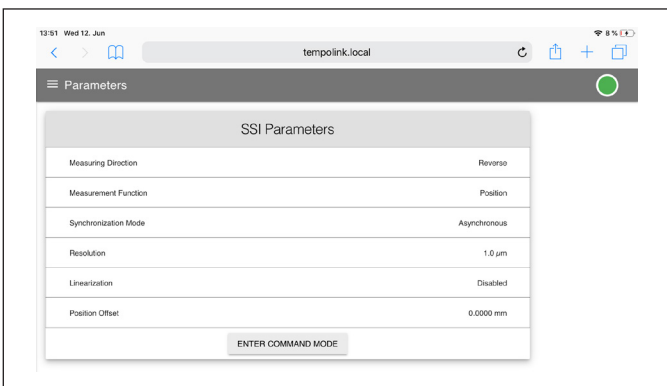 13:51 Wed 12. Jun 8 %
tempolink.local
Parameters
SSI Parameters
Measuring Direction Reverse
Measurement Function Position
Synchronization Mode Asynchronous
Resolution 1.0 μm
Linearization Disabled
Position Offset 0.0000 mm
ENTER COMMAND MODE